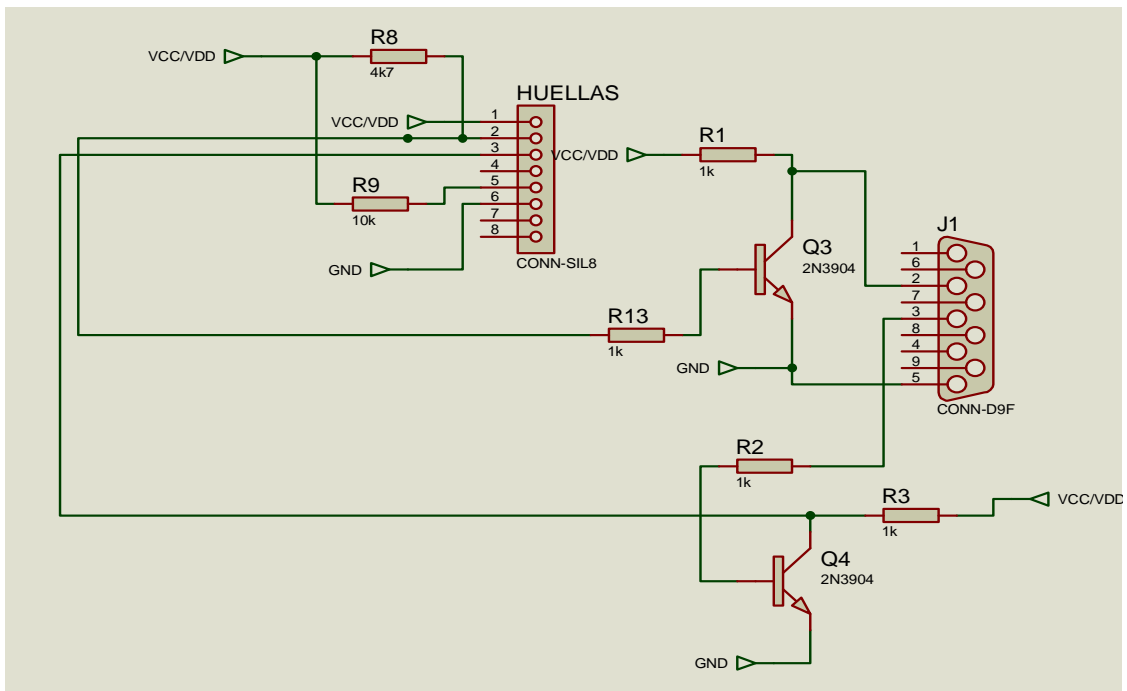 R8
VCC/VDD
4k7
HUELLAS
VCC/VDD
1
2
3
4
5
6
7
8
CONN-SIL8
R9
10k
GND
VCC/VDD
R1
1k
Q3
2N3904
J1
1
6
2
7
3
8
4
9
5
CONN-D9F
R13
1k
GND
R2
1k
R3
1k
VCC/VDD
Q4
2N3904
GND